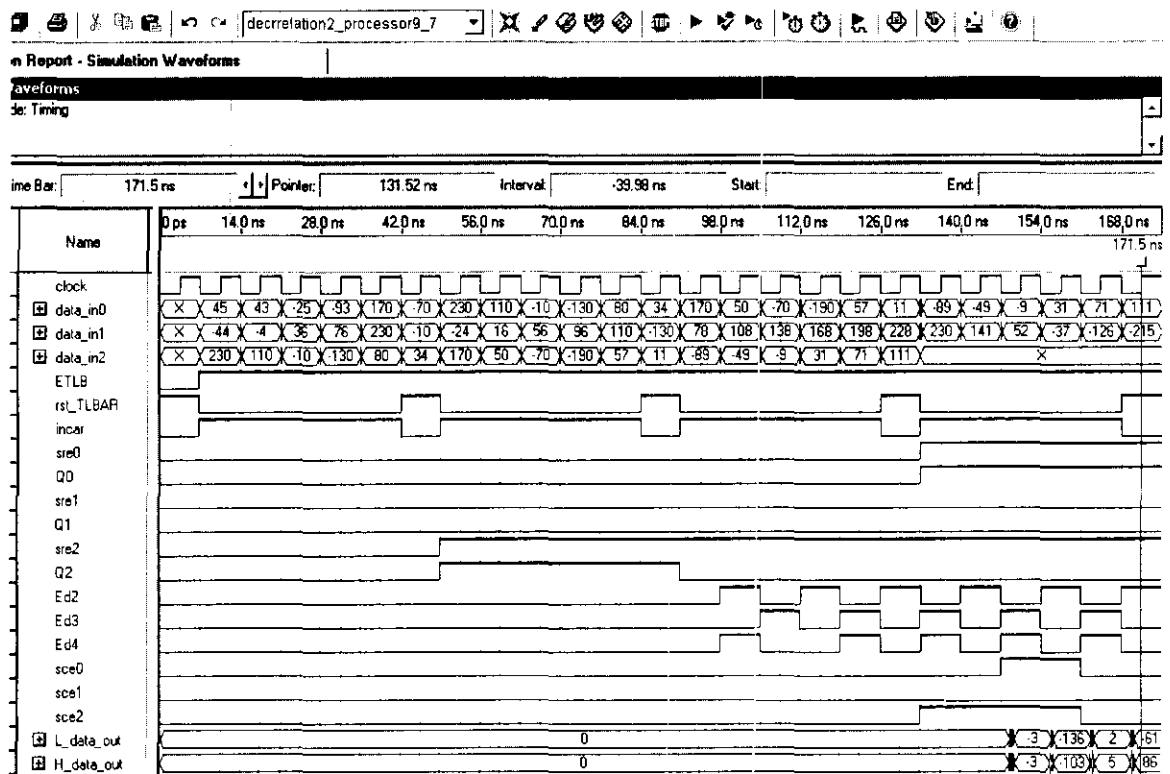 decrrelation2_processor9_7
n Report - Simulation Waveforms
aveforms
de: Timing
ime Bar: 171.5 ns Pointer: 131.52 ns Interval: -39.98 ns Start: End:
Name
0 ps 14.0 ns 28.0 ns 42.0 ns 56.0 ns 70.0 ns 84.0 ns 98.0 ns 112.0 ns 126.0 ns 140.0 ns 154.0 ns 168.0 ns
171.5 ns
clock
data_in0 X 45 43 -25 -93 170 -70 230 110 -10 -130 80 34 170 50 -70 -190 57 11 -89 -49 -9 31 71 111
data_in1 X -44 -4 36 76 230 -10 -24 16 56 96 110 -130 78 108 138 168 198 228 230 141 52 -37 -126 -215
data_in2 X 230 110 -10 -130 80 34 170 50 -70 -190 57 11 -89 -49 -9 31 71 111 X
ETLB
rst_TLBAR
incar
sre0
Q0
sre1
Q1
sre2
Q2
Ed2
Ed3
Ed4
sce0
sce1
sce2
L_data_out 0 -3 -136 2 -61
H_data_out 0 -3 -103 5 86